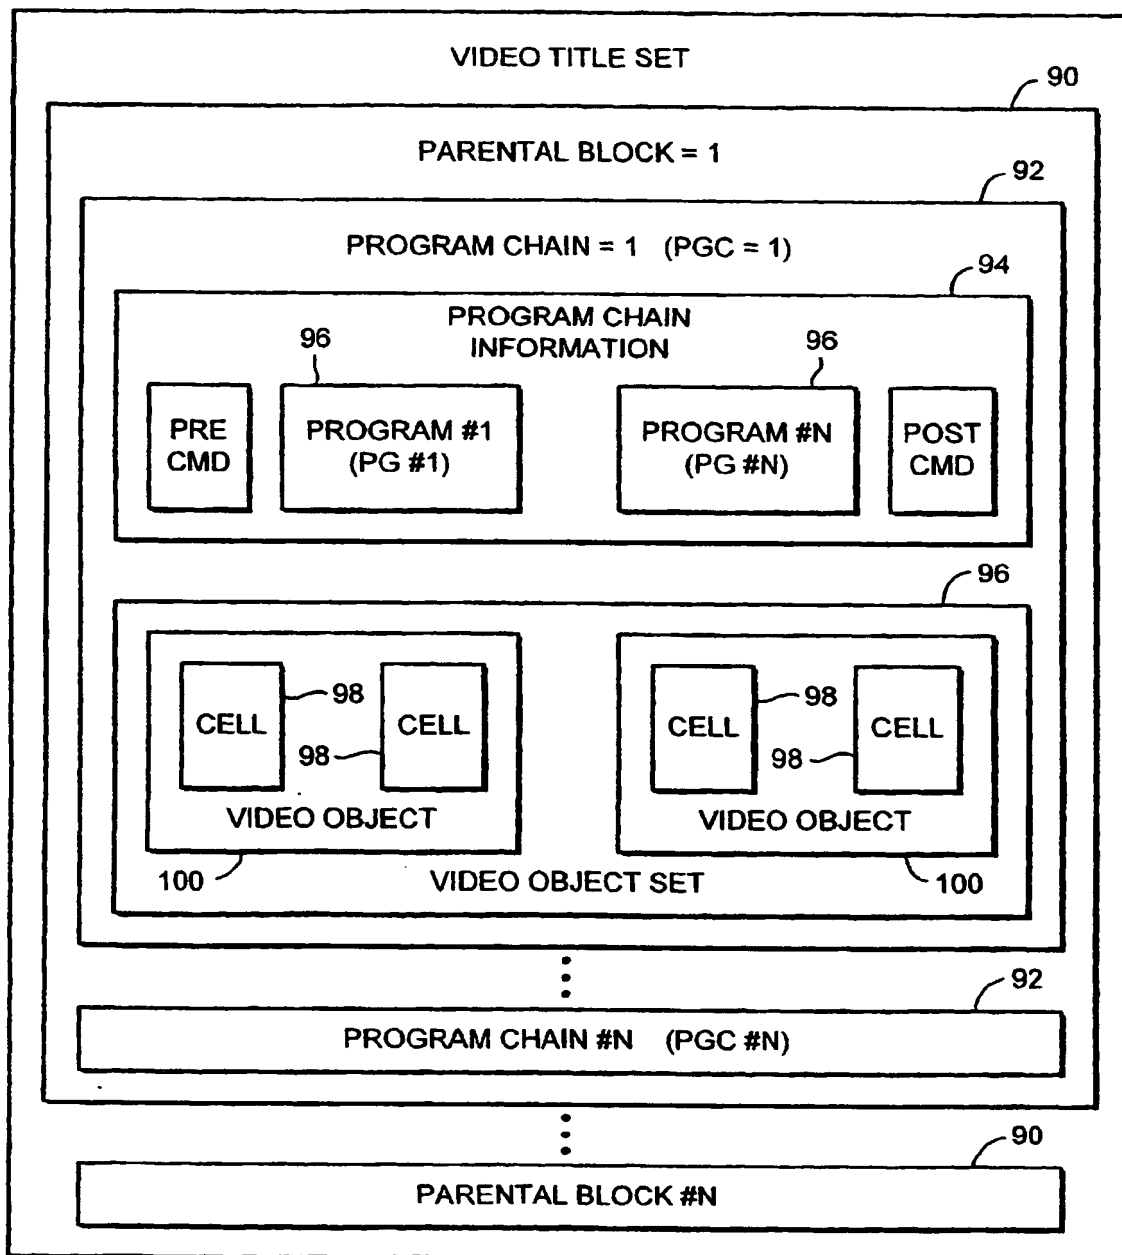 VIDEO TITLE SET
90
PARENTAL BLOCK = 1
92
PROGRAM CHAIN = 1 (PGC = 1)
94
PROGRAM CHAIN
INFORMATION
96
96
PRE
CMD
PROGRAM #1
(PG #1)
PROGRAM #N
(PG #N)
POST
CMD
96
CELL
98
98
CELL
VIDEO OBJECT
100
CELL
98
98
CELL
VIDEO OBJECT
100
VIDEO OBJECT SET
92
PROGRAM CHAIN #N (PGC #N)
90
PARENTAL BLOCK #N